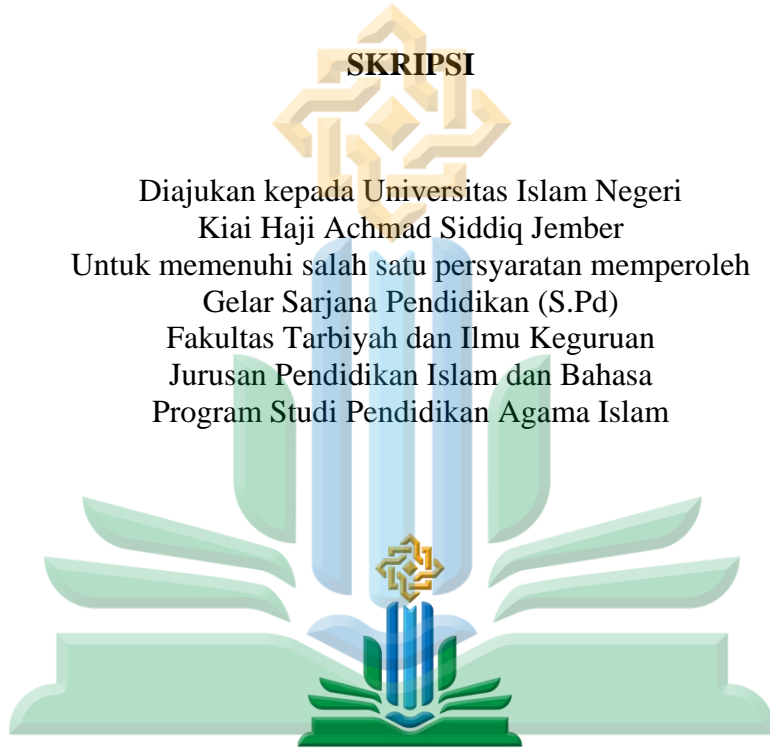 SKRIPSI
Diajukan kepada Universitas Islam Negeri
Kiai Haji Achmad Siddiq Jember
Untuk memenuhi salah satu persyaratan memperoleh
Gelar Sarjana Pendidikan (S.Pd)
Fakultas Tarbiyah dan Ilmu Keguruan
Jurusan Pendidikan Islam dan Bahasa
Program Studi Pendidikan Agama Islam